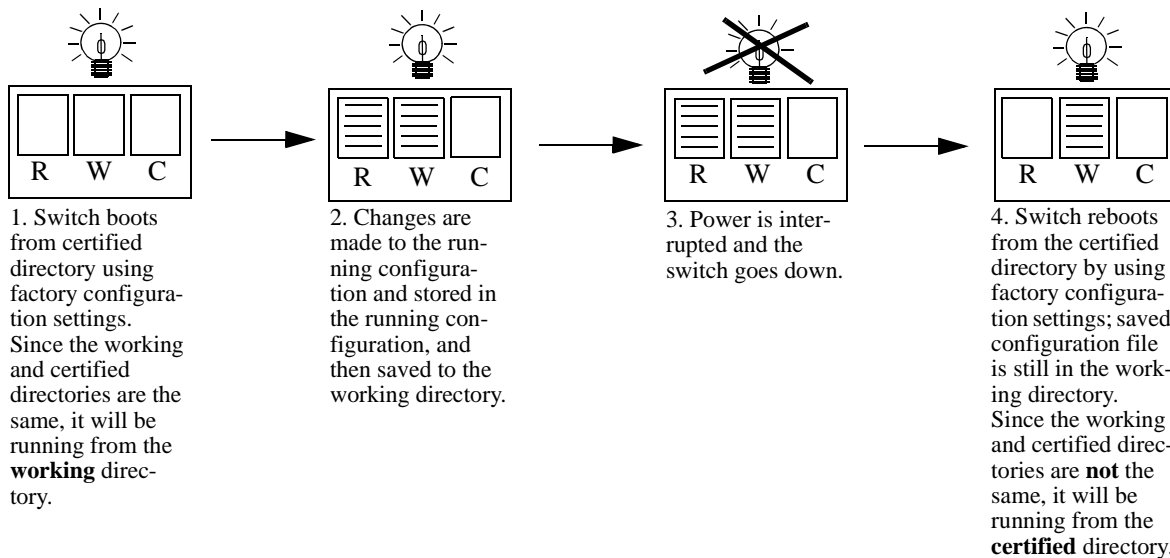 R W C
1. Switch boots
from certified
directory using
factory configura-
tion settings.
Since the working
and certified
directories are the
same, it will be
running from the
working direc-
tory.
R W C
2. Changes are
made to the run-
ning configura-
tion and stored in
the running con-
figuration, and
then saved to the
working directory.
R W C
3. Power is inter-
rupted and the
switch goes down.
R W C
4. Switch reboots
from the certified
directory by using
factory configura-
tion settings; saved
configuration file
is still in the work-
ing directory.
Since the working
and certified direc-
tories are not the
same, it will be
running from the
certified directory.